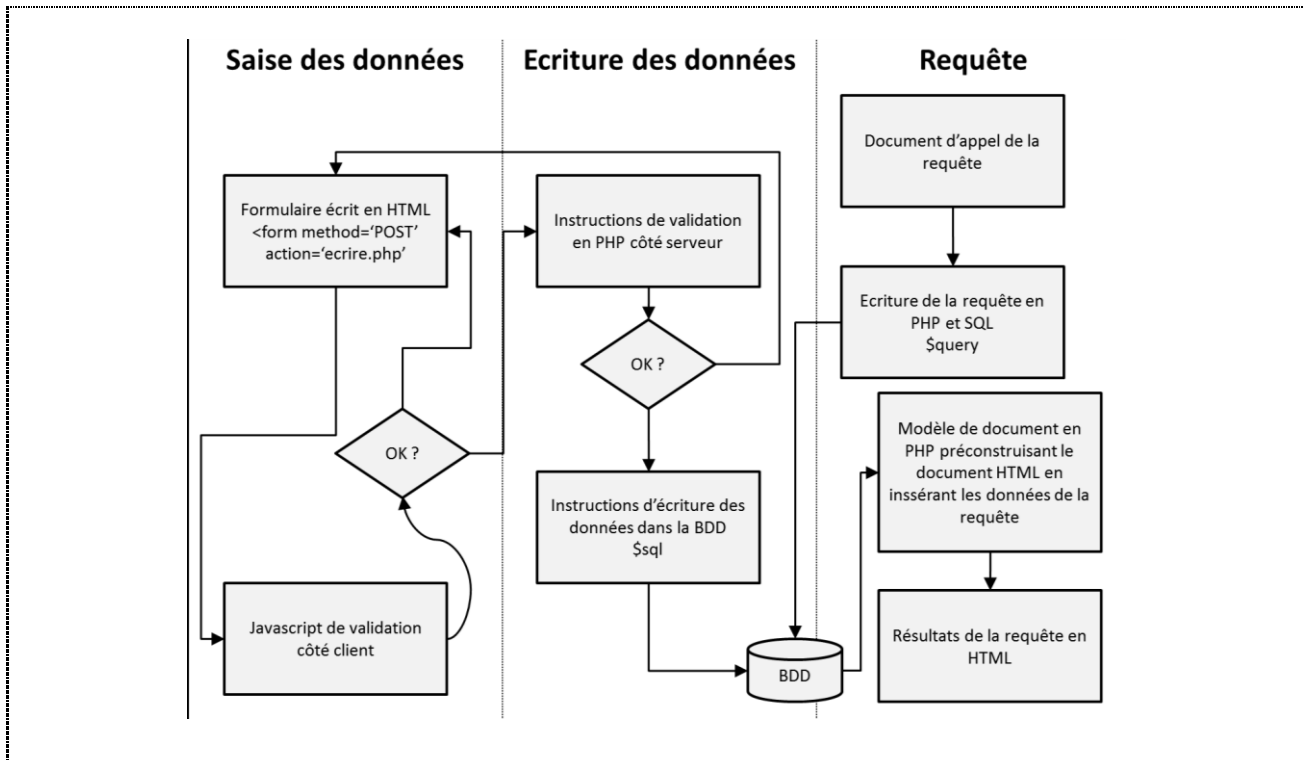 Saise des données
Formulaire écrit en HTML
<form method=‘POST’
action=‘ecrire.php’
OK ?
Javascript de validation
côté client
Ecriture des données
Instructions de validation
en PHP côté serveur
OK ?
Instructions d’écriture des
données dans la BDD
$sql
BDD
Requête
Document d’appel de la
requête
Ecriture de la requête en
PHP et SQL
$query
Modèle de document en
PHP préconstruisant le
document HTML en
inssérant les données de la
requête
Résultats de la requête en
HTML